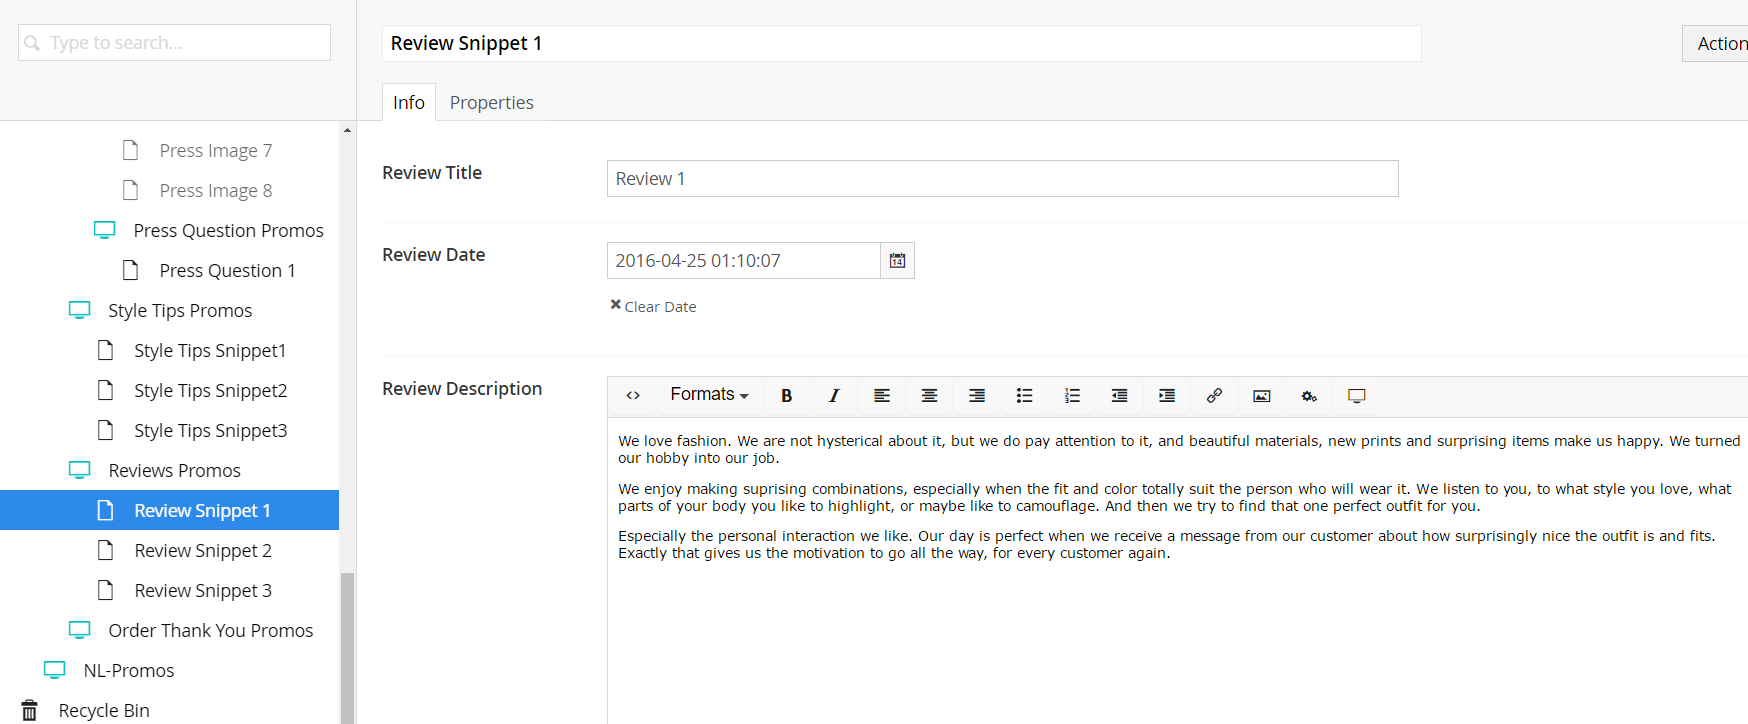 Type to search...
Press Image 7
Press Image 8
Press Question Promos
Press Question 1
Style Tips Promos
Style Tips Snippet1
Style Tips Snippet2
Style Tips Snippet3
Reviews Promos
Review Snippet 1
Review Snippet 2
Review Snippet 3
Order Thank You Promos
NL-Promos
Recycle Bin
Review Snippet 1
Action
Info Properties
Review Title
Review 1
Review Date
2016-04-25 01:10:07
14
Clear Date
Review Description
Formats B I
We love fashion. We are not hysterical about it, but we do pay attention to it, and beautiful materials, new prints and surprising items make us happy. We turned
our hobby into our job.
We enjoy making suprising combinations, especially when the fit and color totally suit the person who will wear it. We listen to you, to what style you love, what
parts of your body you like to highlight, or maybe like to camouflage. And then we try to find that one perfect outfit for you.
Especially the personal interaction we like. Our day is perfect when we receive a message from our customer about how surprisingly nice the outfit is and fits.
Exactly that gives us the motivation to go all the way, for every customer again.